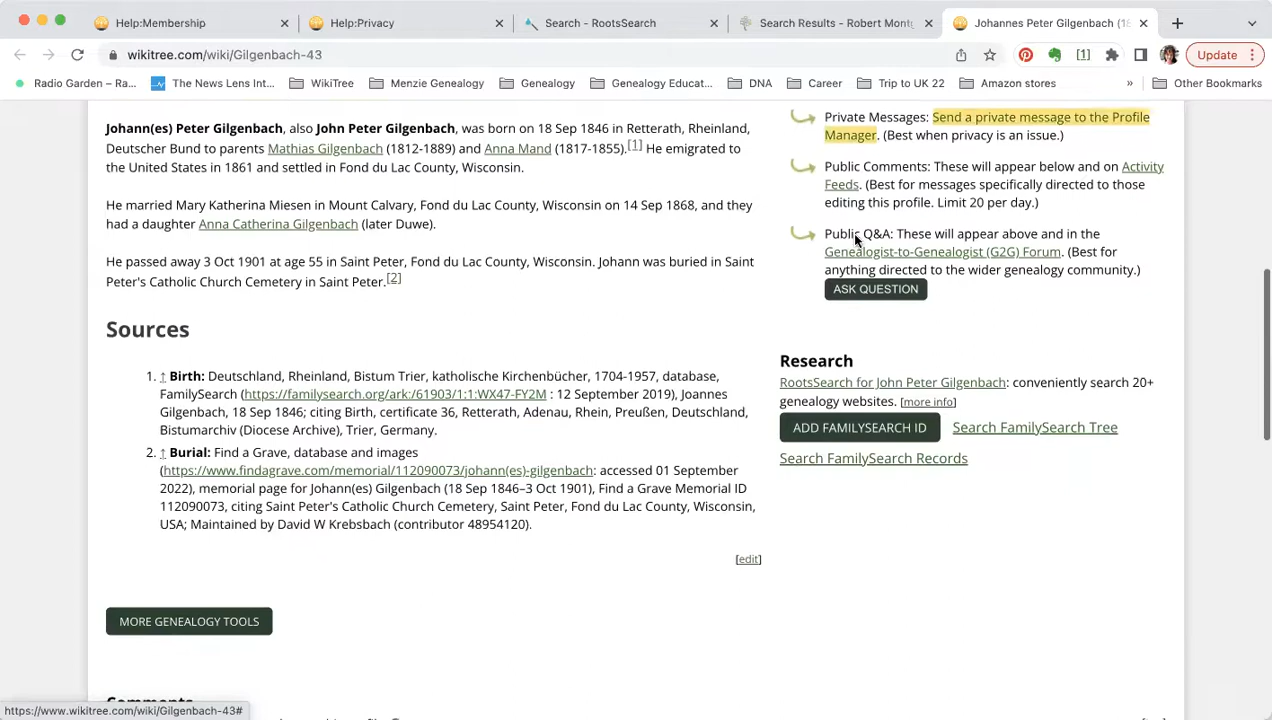 Help:Membership
Help:Privacy
Search - RootsSearch
Search Results - Robert Montg
Johannes Peter Gilgenbach (18
wikitree.com/wiki/Gilgenbach-43
[1]
Update
Radio Garden – Ra...
The News Lens Int...
WikiTree
Menzie Genealogy
Genealogy
Genealogy Educat...
DNA
Career
Trip to UK 22
Amazon stores
»
Other Bookmarks
Johann(es) Peter Gilgenbach, also John Peter Gilgenbach, was born on 18 Sep 1846 in Retterath, Rheinland,
Deutscher Bund to parents Mathias Gilgenbach (1812-1889) and Anna Mand (1817-1855).[1] He emigrated to
the United States in 1861 and settled in Fond du Lac County, Wisconsin.
He married Mary Katherina Miesen in Mount Calvary, Fond du Lac County, Wisconsin on 14 Sep 1868, and they
had a daughter Anna Catherina Gilgenbach (later Duwe).
He passed away 3 Oct 1901 at age 55 in Saint Peter, Fond du Lac County, Wisconsin. Johann was buried in Saint
Peter's Catholic Church Cemetery in Saint Peter.[2]
Sources
1. ↑ Birth: Deutschland, Rheinland, Bistum Trier, katholische Kirchenbücher, 1704-1957, database,
FamilySearch (https://familysearch.org/ark:/61903/1:1:WX47-FY2M : 12 September 2019), Joannes
Gilgenbach, 18 Sep 1846; citing Birth, certificate 36, Retterath, Adenau, Rhein, Preußen, Deutschland,
Bistumarchiv (Diocese Archiv), Trier, Germany.
2. ↑ Burial: Find a Grave, database and images
(https://www.findagrave.com/memorial/112090073/johann(es)-gilgenbach: accessed 01 September
2022), memorial page for Johann(es) Gilgenbach (18 Sep 1846–3 Oct 1901), Find a Grave Memorial ID
112090073, citing Saint Peter's Catholic Church Cemetery, Saint Peter, Fond du Lac County, Wisconsin,
USA; Maintained by David W Krebsbach (contributor 48954120).
[edit]
MORE GENEALOGY TOOLS
Comments
Private Messages: Send a private message to the Profile
Manager. (Best when privacy is an issue.)
Public Comments: These will appear below and on Activity
Feeds. (Best for messages specifically directed to those
editing this profile. Limit 20 per day.)
Public Q&A: These will appear above and in the
Genealogist-to-Genealogist (G2G) Forum. (Best for
anything directed to the wider genealogy community.)
ASK QUESTION
Research
RootsSearch for John Peter Gilgenbach: conveniently search 20+
genealogy websites. [more info]
ADD FAMILYSEARCH ID
Search FamilySearch Tree
Search FamilySearch Records
https://www.wikitree.com/wiki/Gilgenbach-43#